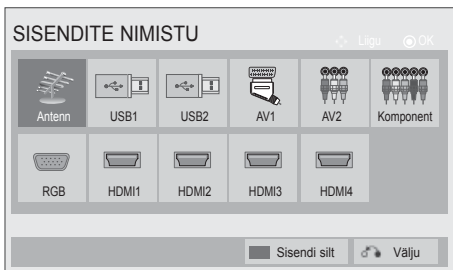 SISENDITE NIMISTU
Liigu OK
Antenn USB1 USB2 AV1 AV2 Komponent
RGB HDMI1 HDMI2 HDMI3 HDMI4
Sisendi silt Välju